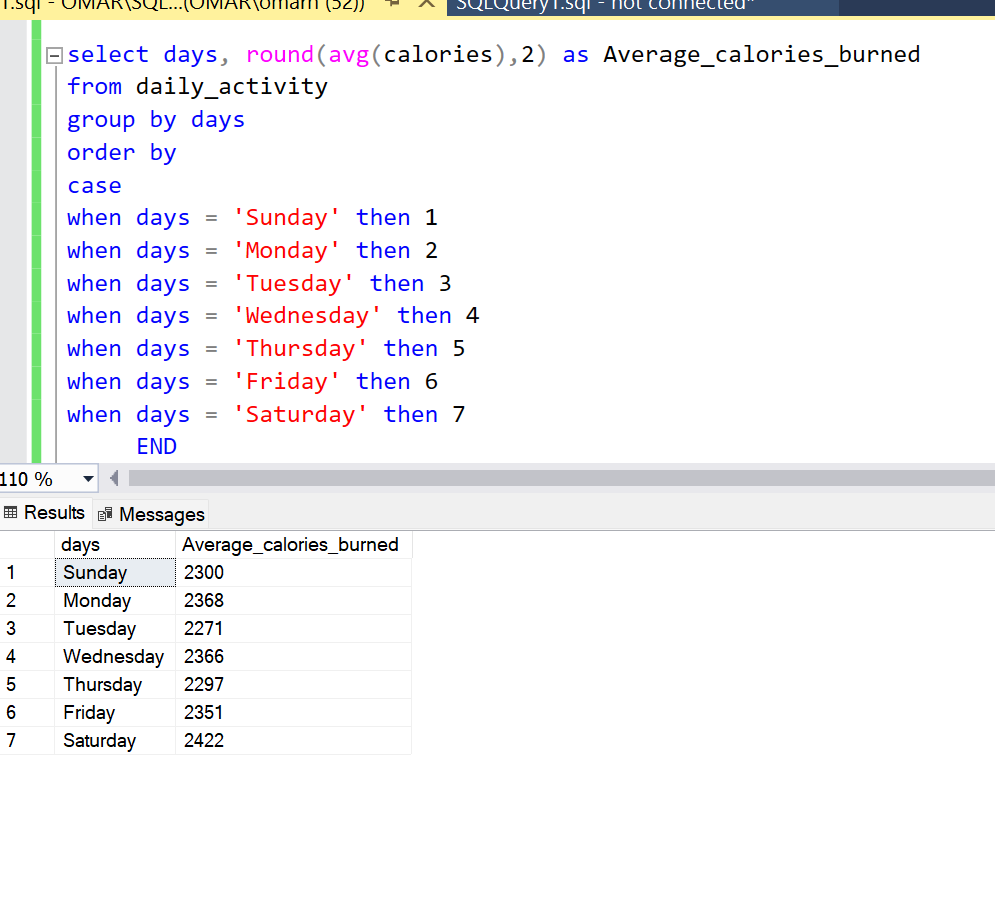 1.sql - OMAR\SQL...(OMAR\omarn (52))
SQLQuery1.sql - not connected*
select days, round(avg(calories),2) as Average_calories_burned
from daily_activity
group by days
order by
case
when days = 'Sunday' then 1
when days = 'Monday' then 2
when days = 'Tuesday' then 3
when days = 'Wednesday' then 4
when days = 'Thursday' then 5
when days = 'Friday' then 6
when days = 'Saturday' then 7
END
110 %
Results Messages
days Average_calories_burned
1 Sunday 2300
2 Monday 2368
3 Tuesday 2271
4 Wednesday 2366
5 Thursday 2297
6 Friday 2351
7 Saturday 2422